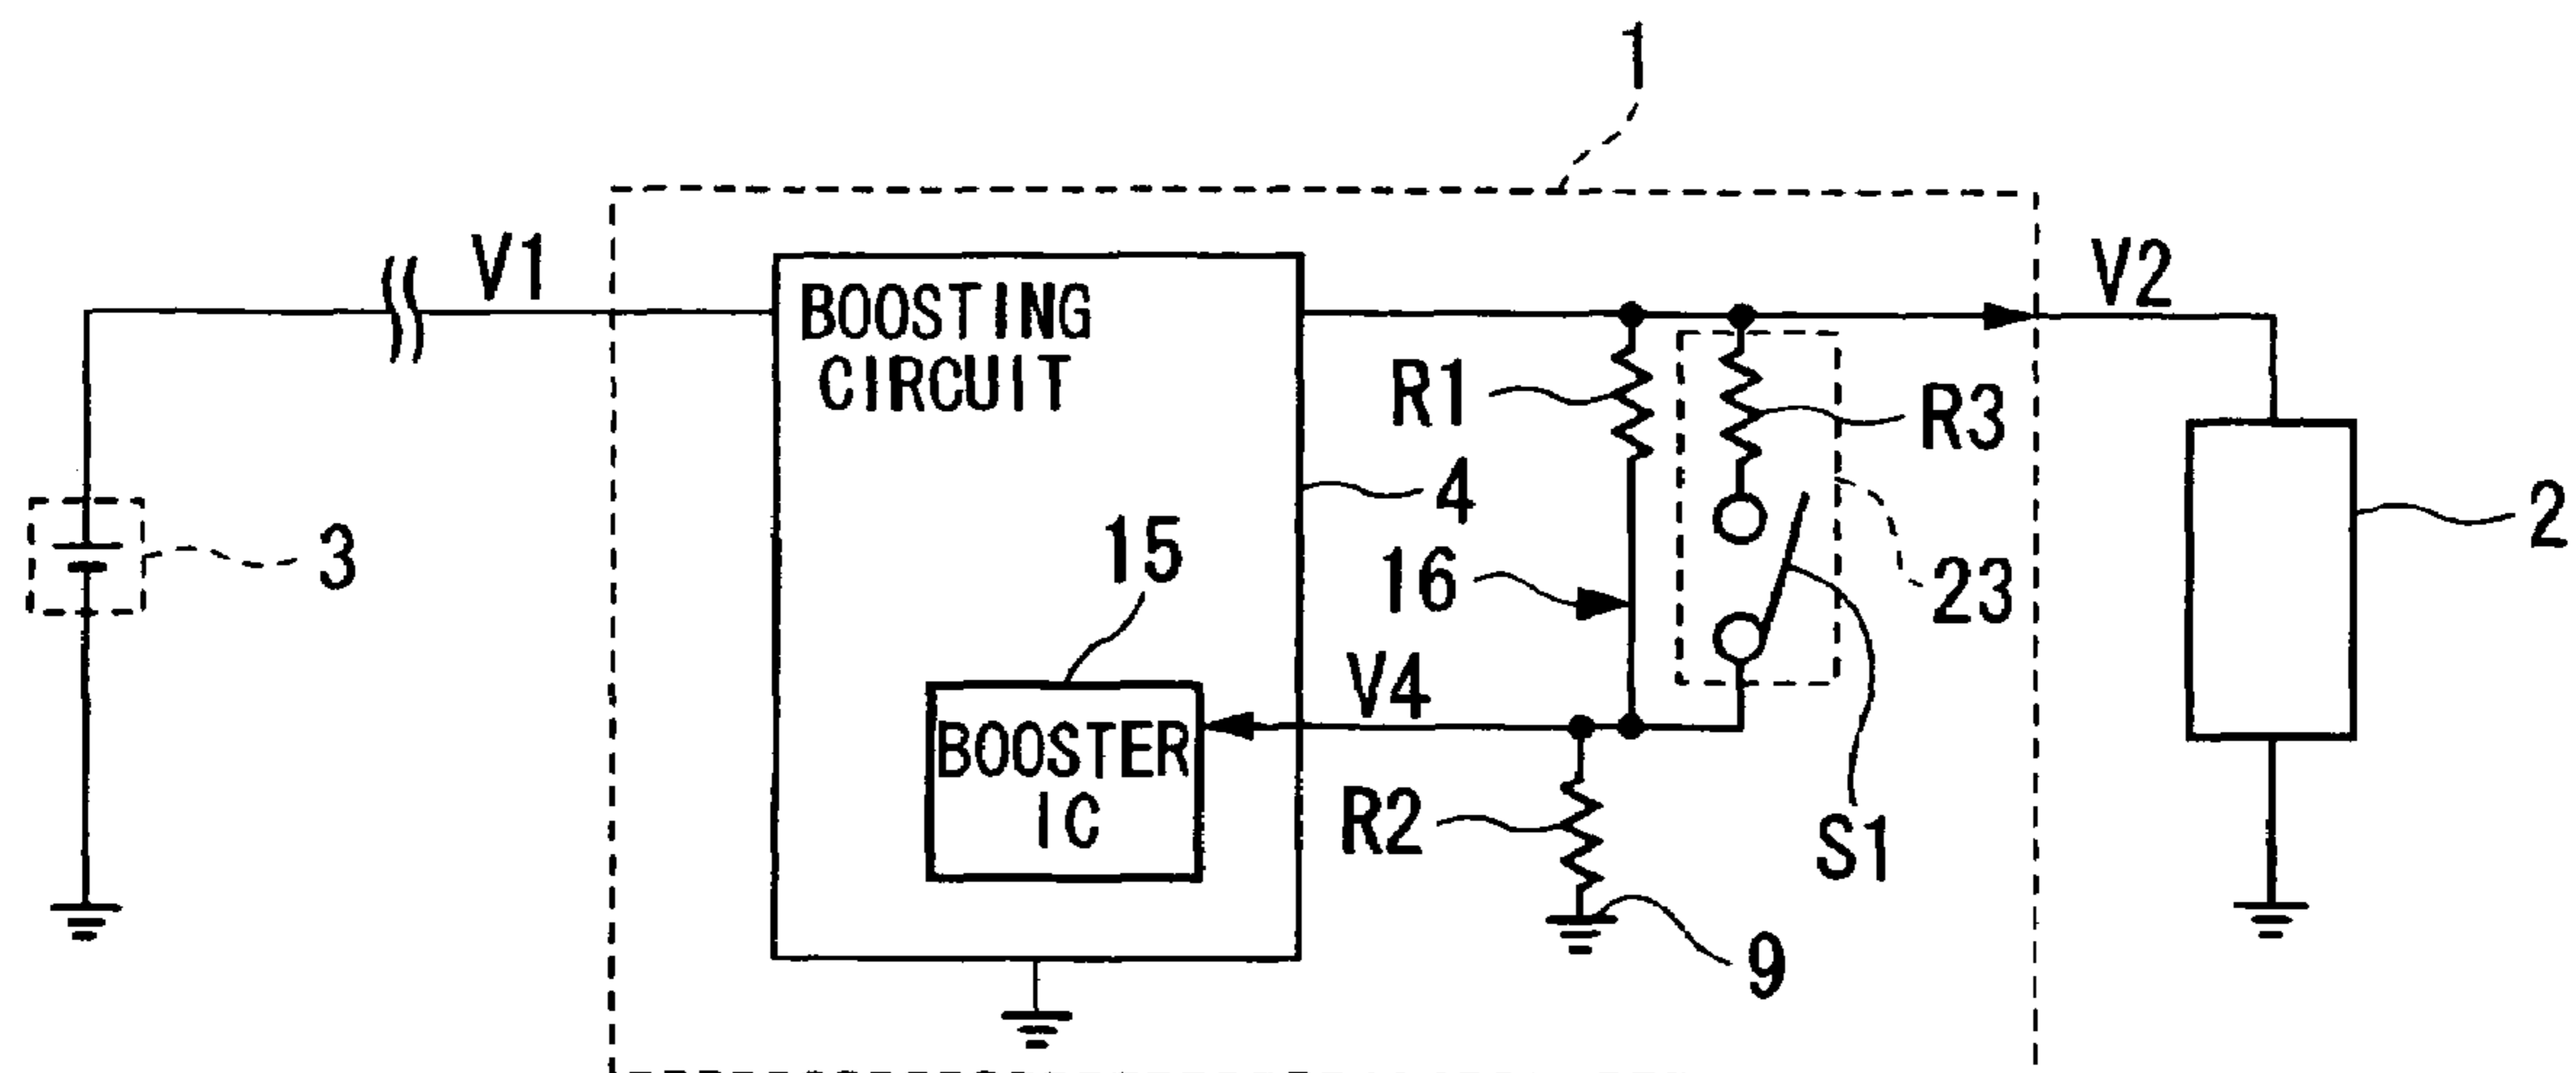 1
V1
V2
BOOSTING
CIRCUIT
R1
R3
4
3
15
16
2
23
V4
BOOSTER
IC
R2
S1
9